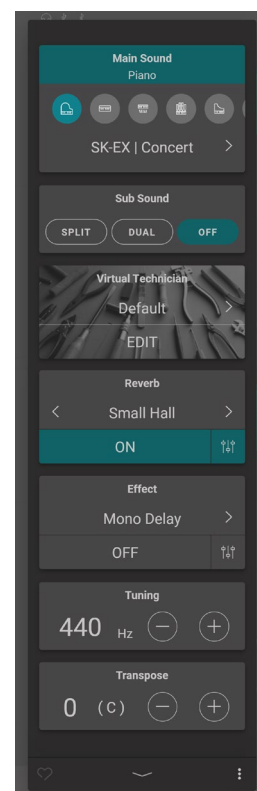 Main Sound
Piano
SK-EX | Concert
Sub Sound
SPLIT DUAL OFF
Virtual Technician
Default
EDIT
Reverb
Small Hall
ON
Effect
Mono Delay
OFF
Tuning
440 Hz
Transpose
0 (C)